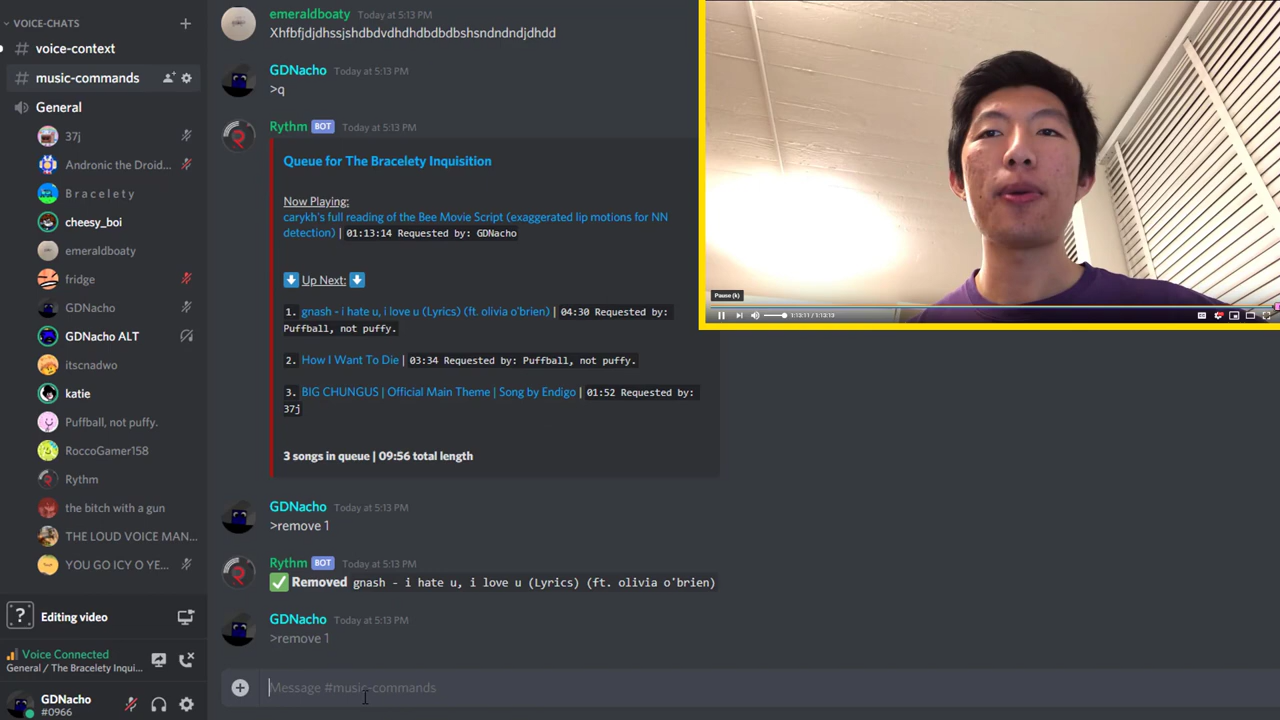 VOICE-CHATS
voice-context
music-commands
General
37j
Andronic the Droid...
B r a c e l e t y
cheesy_boi
emeraldboaty
fridge
GDNacho
GDNacho ALT
itscnadwo
katie
Puffball, not puffy.
RoccoGamer158
Rythm
the bitch with a gun
THE LOUD VOICE MAN...
YOU GO ICY O YE...
Editing video
Voice Connected
General / The Bracelety Inqui...
GDNacho
#0966
emeraldboaty Today at 5:13 PM
Xhfbfjdjdhssjshdbdvdhdhdbdbdbshsndndndjdhdd
GDNacho Today at 5:13 PM
>q
Rythm BOT Today at 5:13 PM
Queue for The Bracelety Inquisition
Now Playing:
carykh's full reading of the Bee Movie Script (exaggerated lip motions for NN
detection) | 01:13:14 Requested by: GDNacho
Up Next:
1. gnash - i hate u, i love u (Lyrics) (ft. olivia o'brien) | 04:30 Requested by:
Puffball, not puffy.
2. How I Want To Die | 03:34 Requested by: Puffball, not puffy.
3. BIG CHUNGUS | Official Main Theme | Song by Endigo | 01:52 Requested by:
37j
3 songs in queue | 09:56 total length
GDNacho Today at 5:13 PM
>remove 1
Rythm BOT Today at 5:13 PM
Removed gnash - i hate u, i love u (Lyrics) (ft. olivia o'brien)
GDNacho Today at 5:13 PM
>remove 1
Message #music-commands
Pause (k)
1:13:11 / 1:13:13